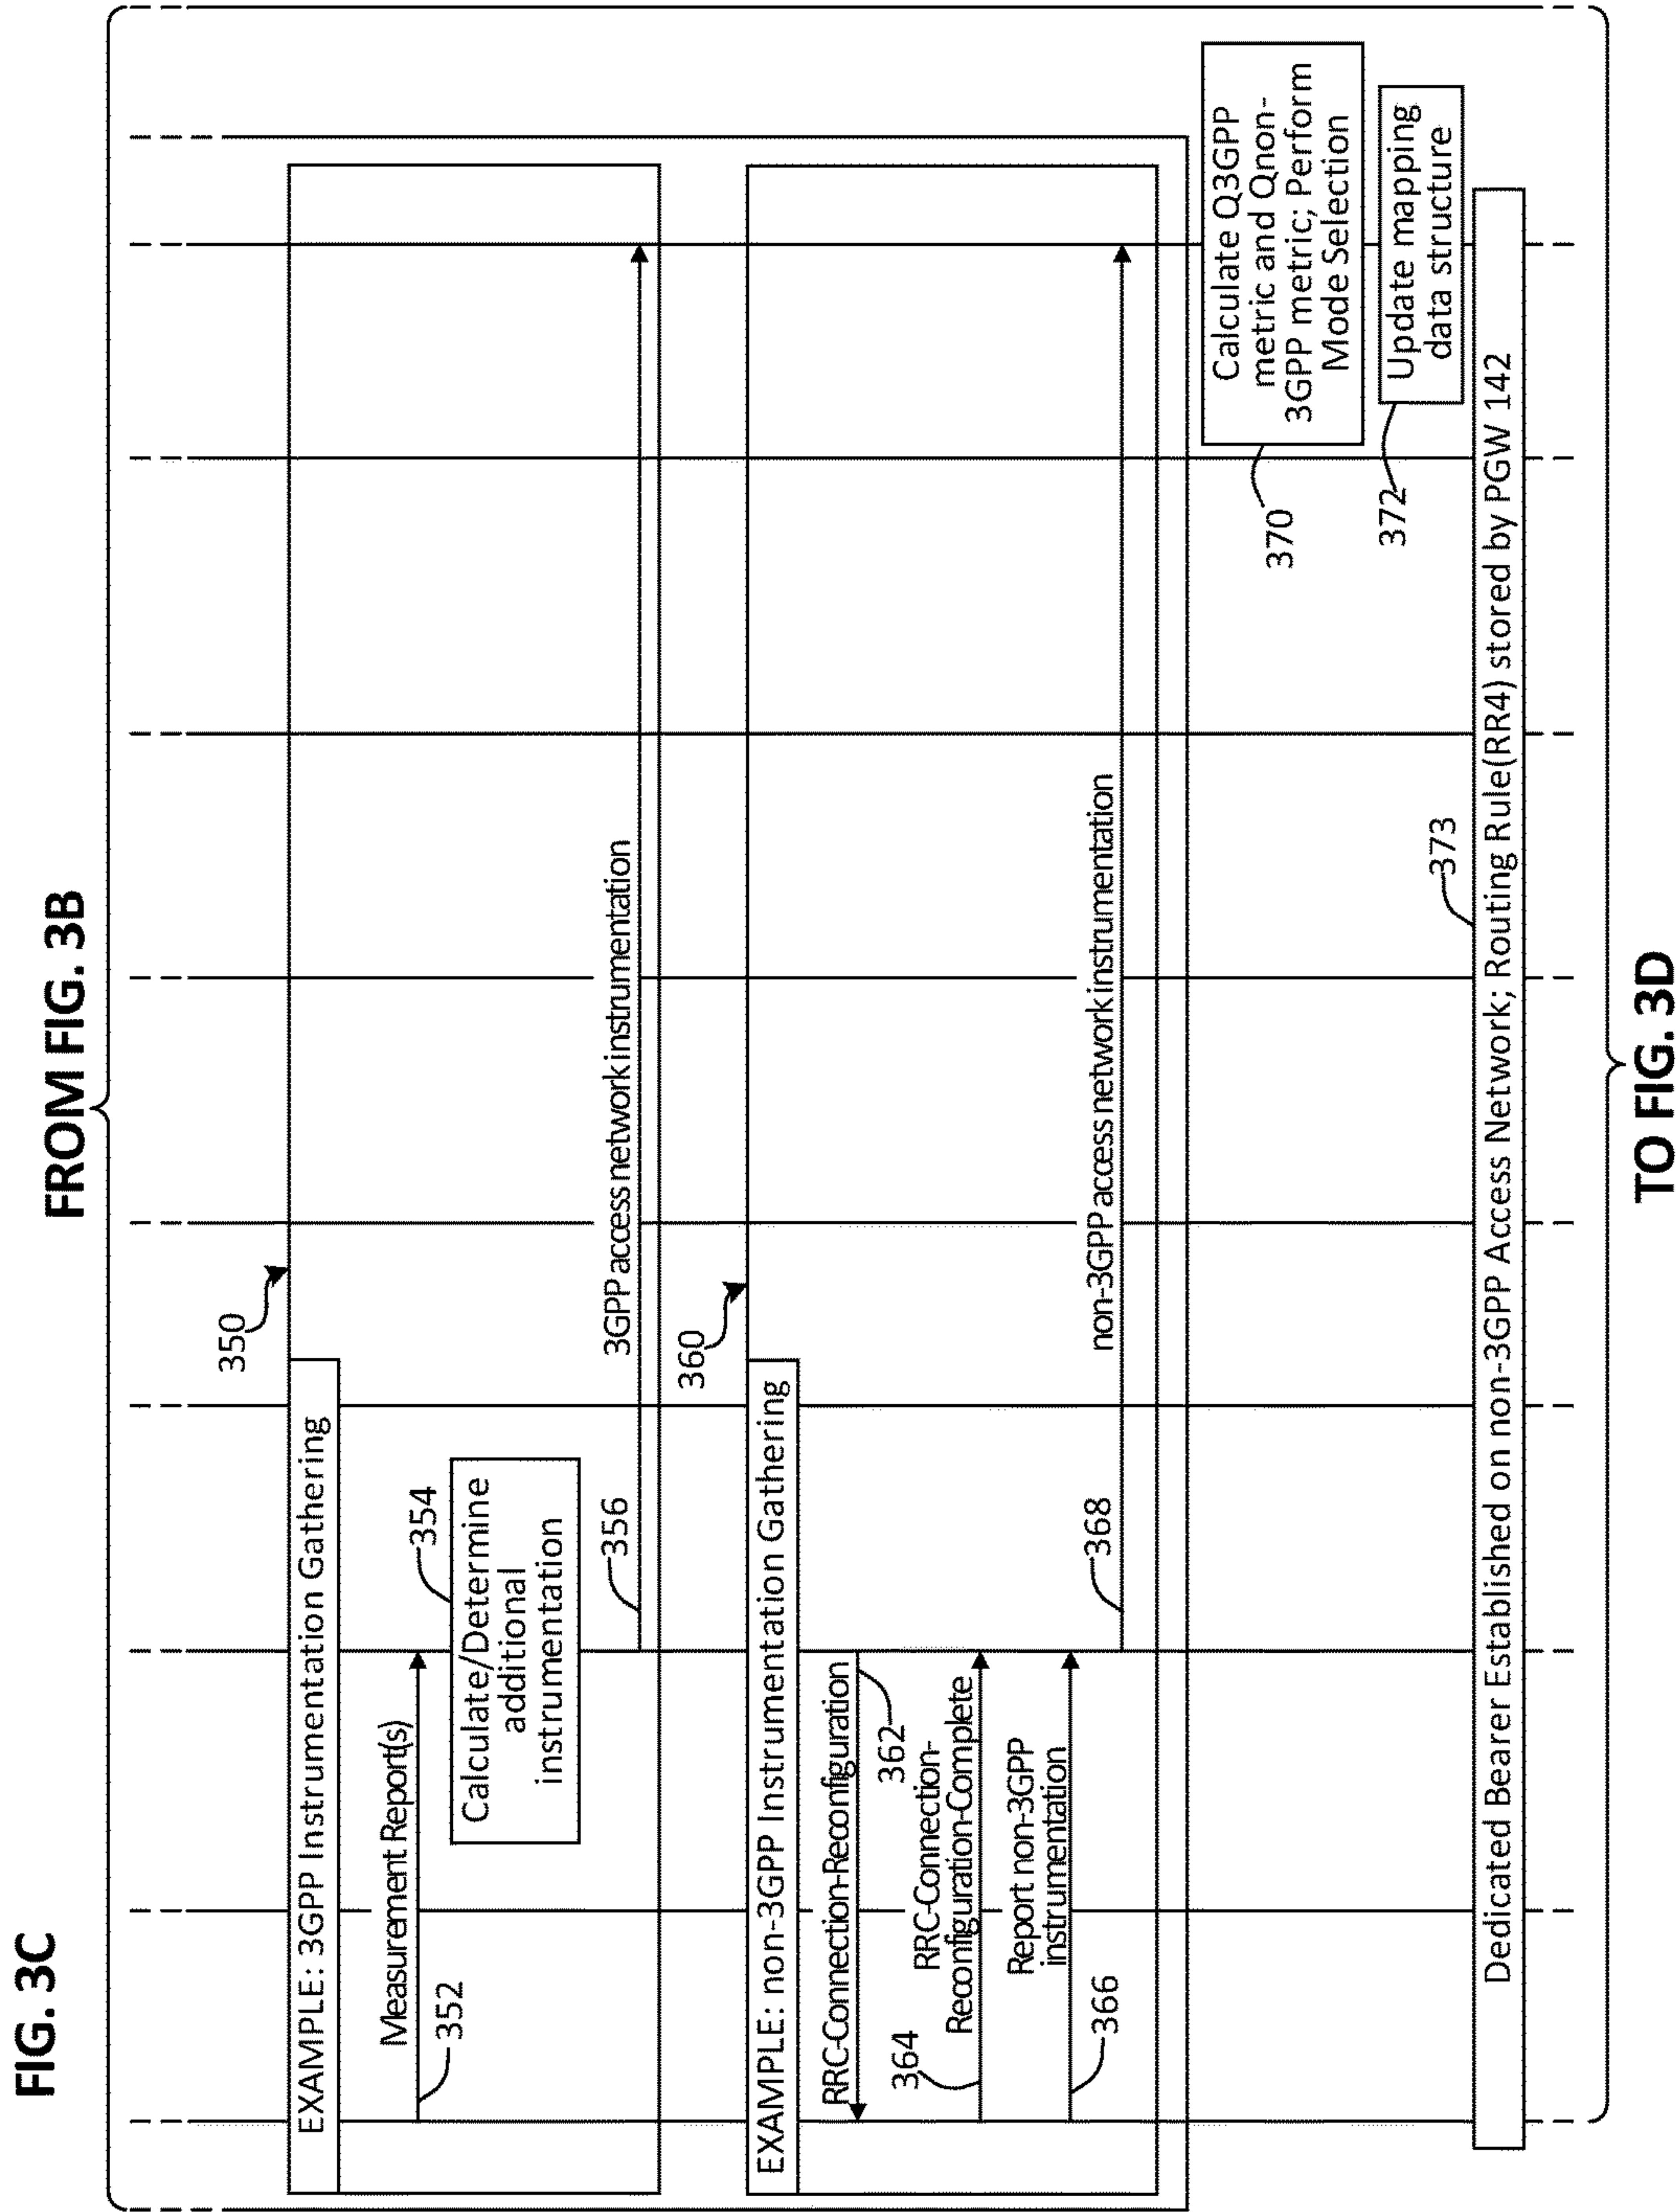 FIG. 3C
FROM FIG. 3B
350
EXAMPLE: 3GPP Instrumentation Gathering
Measurement Report(s)
352
354
Calculate/Determine
additional
instrumentation
356
3GPP access network instrumentation
360
EXAMPLE: non-3GPP Instrumentation Gathering
RRC-Connection-Reconfiguration
362
364
RRC-Connection-
Reconfiguration-Complete
Report non-3GPP
instrumentation
366
368
non-3GPP access network instrumentation
370
Calculate Q3GPP
metric and Qnon-
3GPP metric; Perform
Mode Selection
372
Update mapping
data structure
373
Dedicated Bearer Established on non-3GPP Access Network; Routing Rule(RR4) stored by PGW 142
TO FIG. 3D